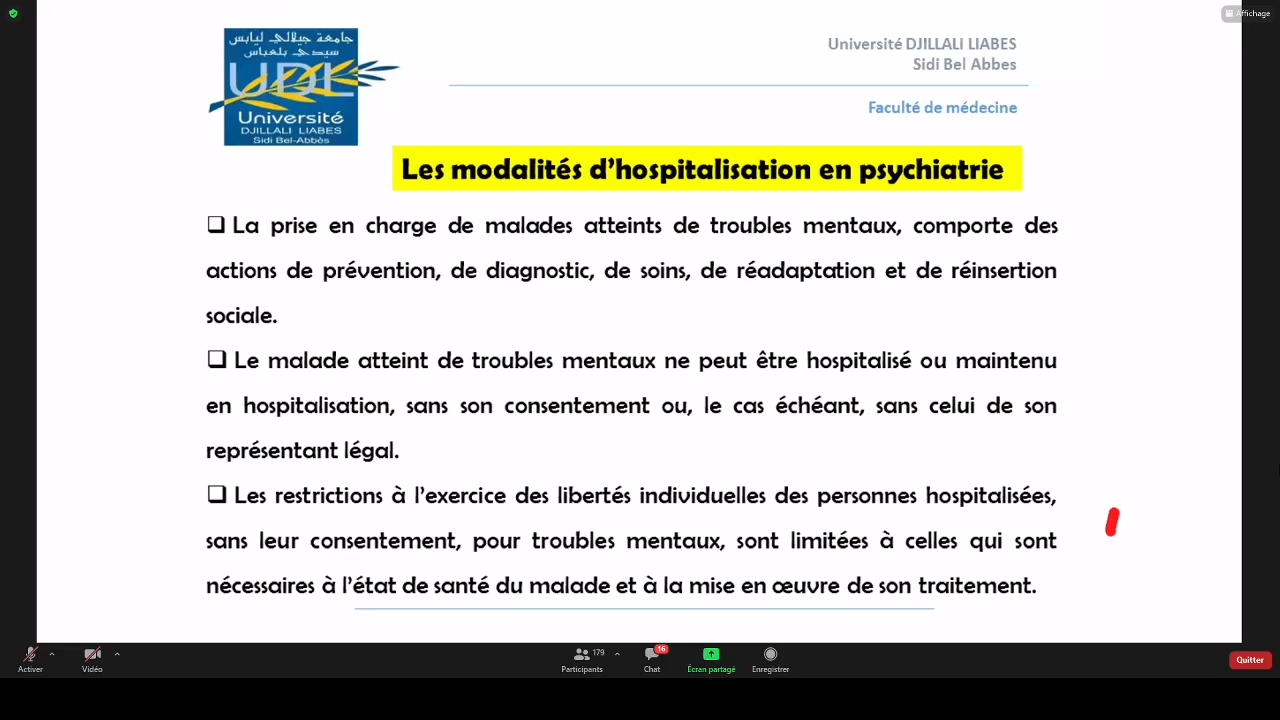 Affichage
جامعة جيلالي ليابس
سيدي بلعباس
UDL
Université
DJILLALI LIABES
Sidi Bel-Abbès
Université DJILLALI LIABES
Sidi Bel Abbes
Faculté de médecine
Les modalités d’hospitalisation en psychiatrie
❑ La prise en charge de malades atteints de troubles mentaux, comporte des
actions de prévention, de diagnostic, de soins, de réadaptation et de réinsertion
sociale.
❑ Le malade atteint de troubles mentaux ne peut être hospitalisé ou maintenu
en hospitalisation, sans son consentement ou, le cas échéant, sans celui de son
représentant légal.
❑ Les restrictions à l’exercice des libertés individuelles des personnes hospitalisées,
sans leur consentement, pour troubles mentaux, sont limitées à celles qui sont
nécessaires à l’état de santé du malade et à la mise en œuvre de son traitement.
Activer
Vidéo
Participants 179
Chat 16
Écran partagé
Enregistrer
Quitter